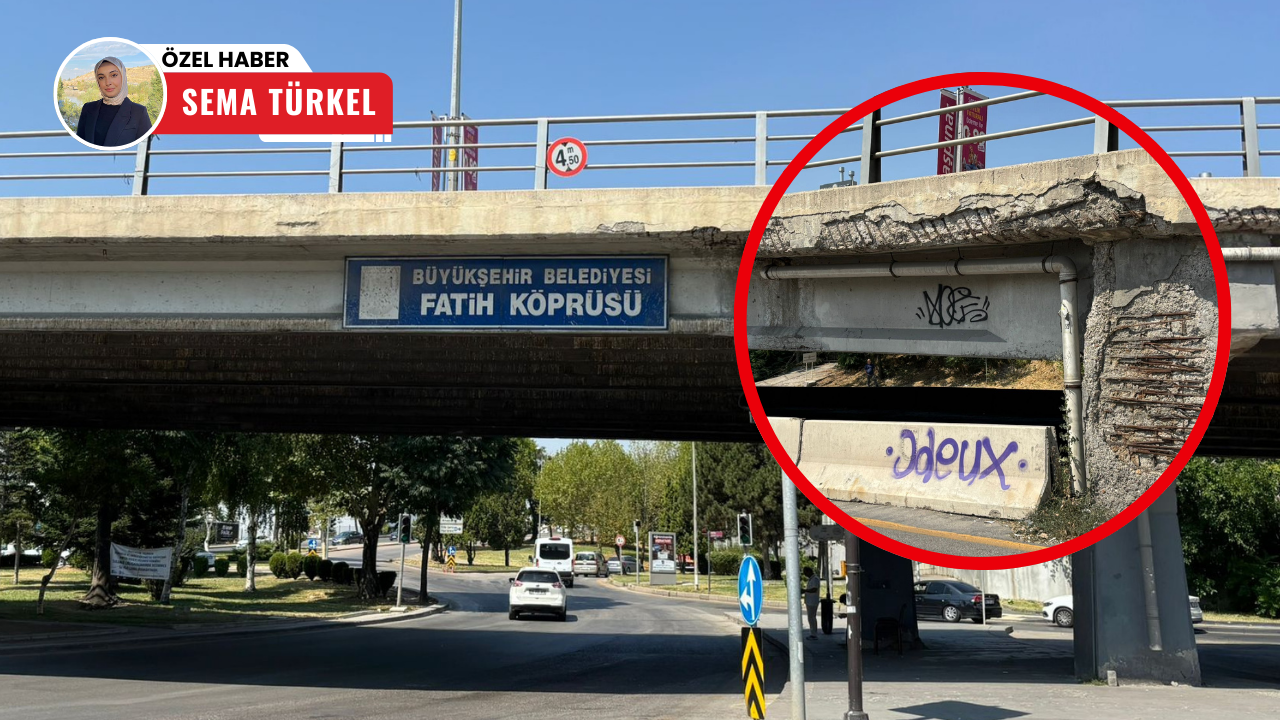 ÖZEL HABER
SEMA TÜRKEL
4 m 50
BÜYÜKŞEHİR BELEDİYESİ
FATİH KÖPRÜSÜ
Odeux